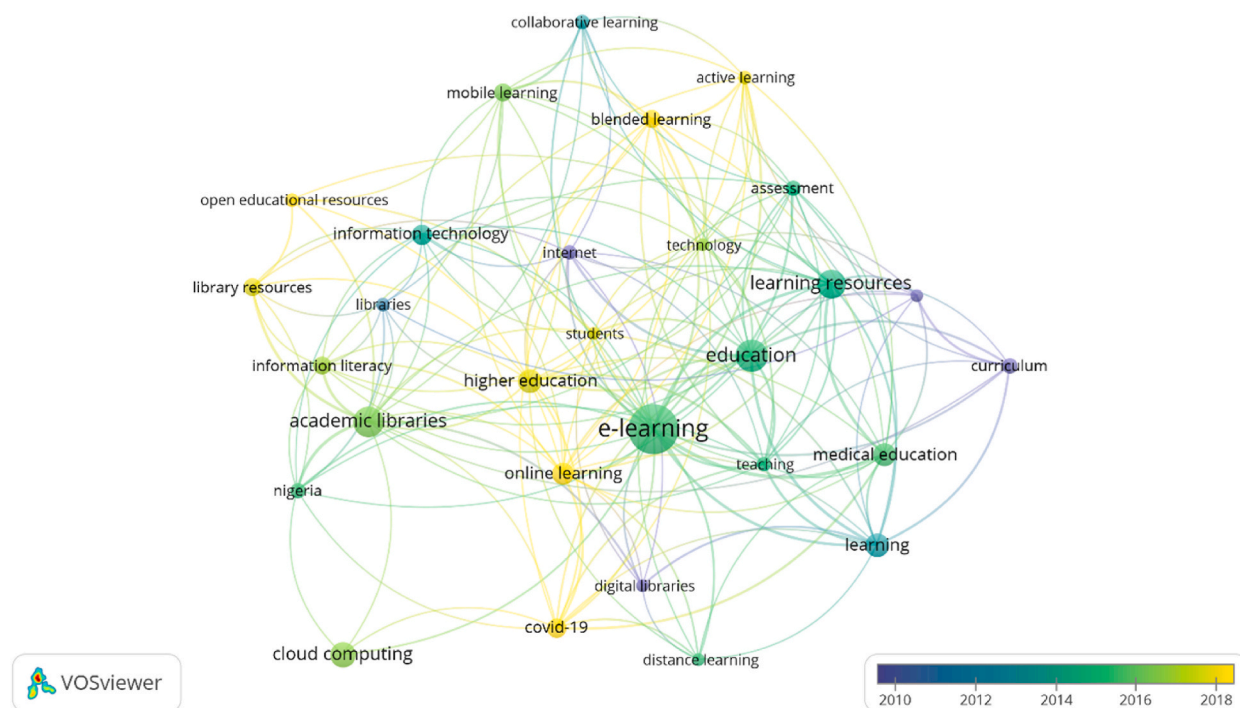 collaborative learning
active learning
mobile learning
blended learning
assessment
open educational resources
information technology
technology
internet
learning resources
library resources
libraries
students
education
information literacy
higher education
curriculum
academic libraries
e-learning
medical education
teaching
online learning
nigeria
learning
digital libraries
covid-19
cloud computing
distance learning
VOSviewer
2010 2012 2014 2016 2018